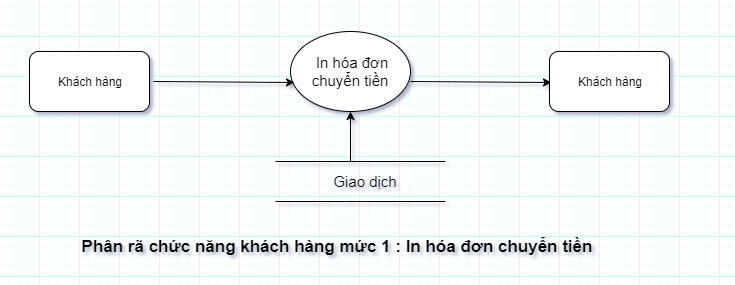 Khách hàng
In hóa đơn
chuyển tiền
Khách hàng
Giao dịch
Phân rã chức năng khách hàng mức 1 : In hóa đơn chuyển tiền